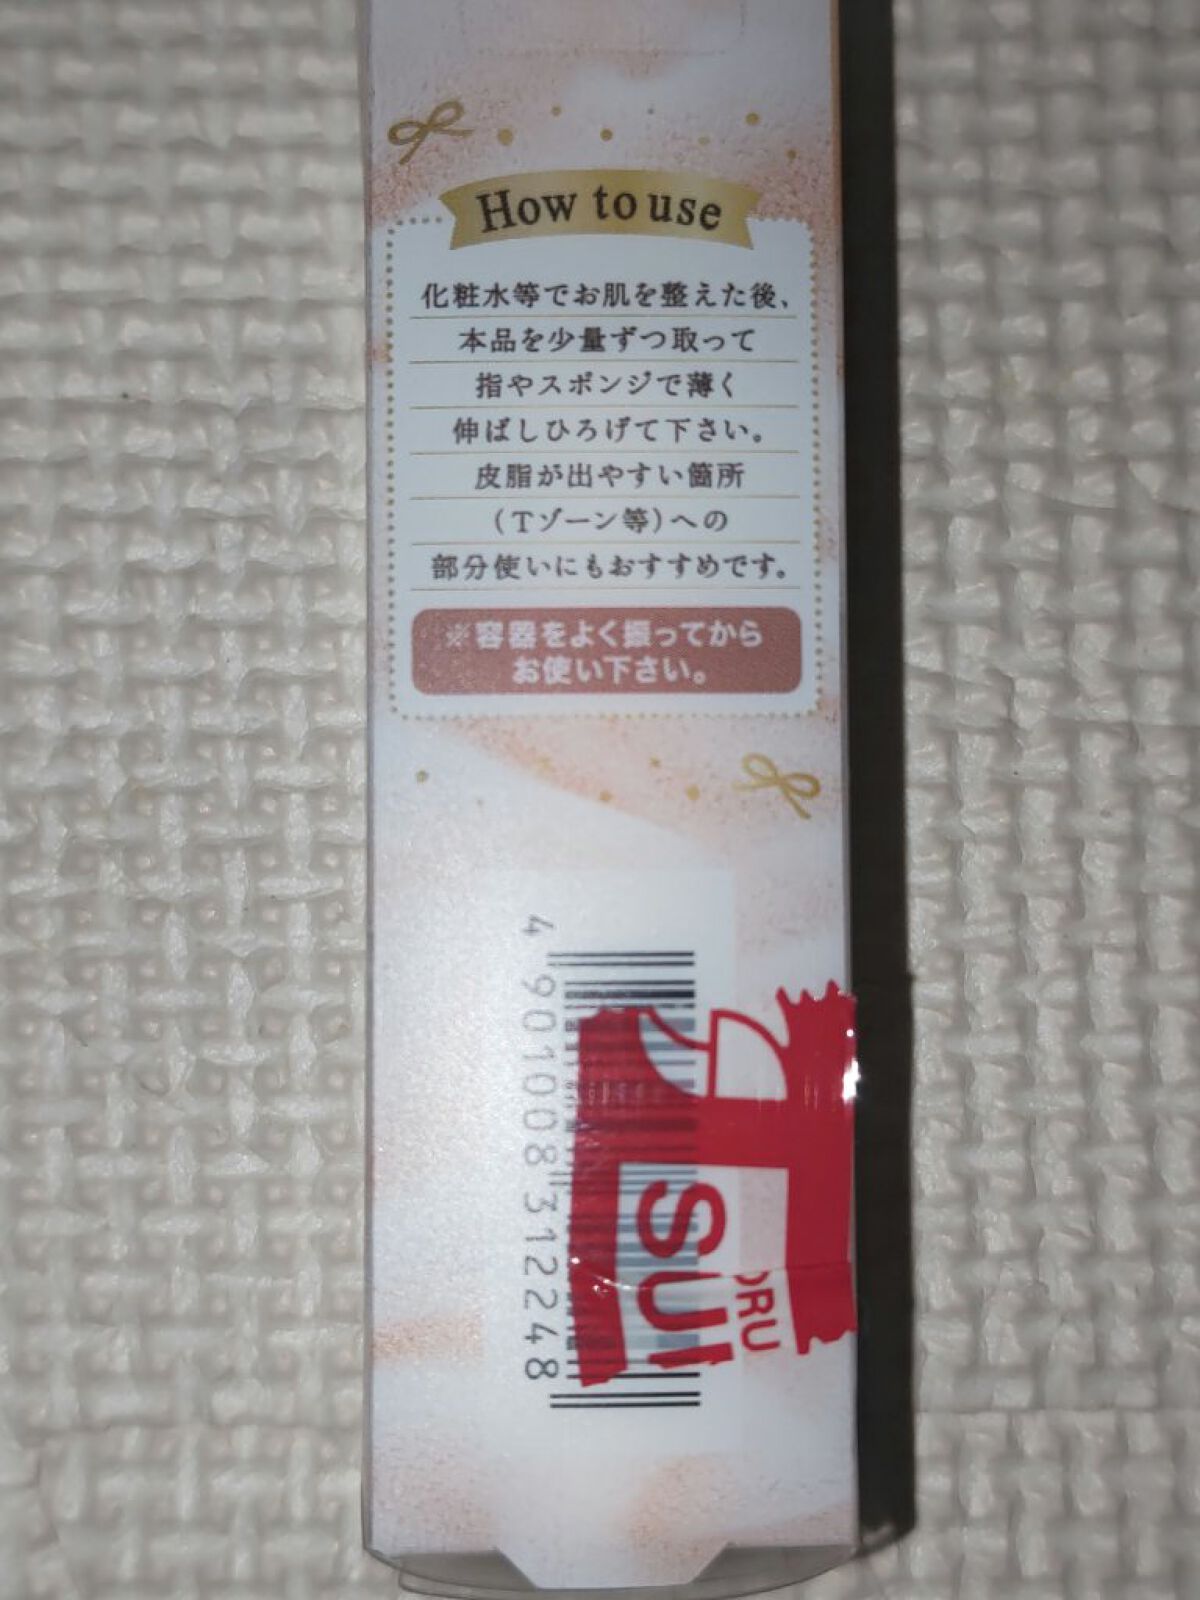 How to use
化粧水等でお肌を整えた後、
本品を少量ずつ取って
指やスポンジで薄く
伸ばしひろげて下さい。
皮脂が出やすい箇所
(Tゾーン等)への
部分使いにもおすすめです。
※容器をよく振ってから
お使い下さい。
4 901008 312248
SUI
ORU